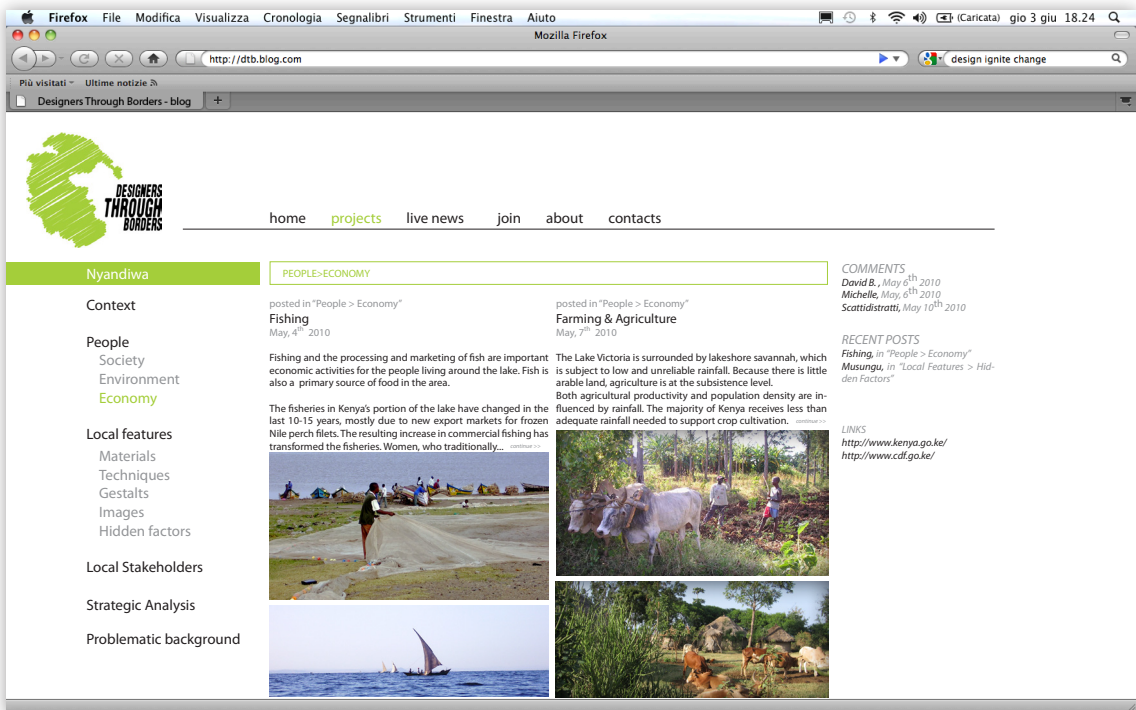 Firefox File Modifica Visualizza Cronologia Segnalibri Strumenti Finestra Aiuto (Caricata) gio 3 giu 18.24
Mozilla Firefox
http://dtb.blog.com design ignite change
Più visitati Ultime notizie
Designers Through Borders - blog +
DESIGNERS
THROUGH
BORDERS
home projects live news join about contacts
Nyandiwa
Context
People
Society
Environment
Economy
Local features
Materials
Techniques
Gestalts
Images
Hidden factors
Local Stakeholders
Strategic Analysis
Problematic background
PEOPLE>ECONOMY
posted in "People > Economy"
Fishing
May, 4th 2010
Fishing and the processing and marketing of fish are important
economic activities for the people living around the lake. Fish is
also a primary source of food in the area.
The fisheries in Kenya's portion of the lake have changed in the
last 10-15 years, mostly due to new export markets for frozen
Nile perch filets. The resulting increase in commercial fishing has
transformed the fisheries. Women, who traditionally... continue >>
posted in "People > Economy"
Farming & Agriculture
May, 7th 2010
The Lake Victoria is surrounded by lakeshore savannah, which
is subject to low and unreliable rainfall. Because there is little
arable land, agriculture is at the subsistence level.
Both agricultural productivity and population density are in-
fluenced by rainfall. The majority of Kenya receives less than
adequate rainfall needed to support crop cultivation. continue >>
COMMENTS
David B. , May 6th 2010
Michelle, May, 6th 2010
Scattidistratti, May 10th 2010
RECENT POSTS
Fishing, in "People > Economy"
Musungu, in "Local Features > Hid-
den Factors"
LINKS
http://www.kenya.go.ke/
http://www.cdf.go.ke/